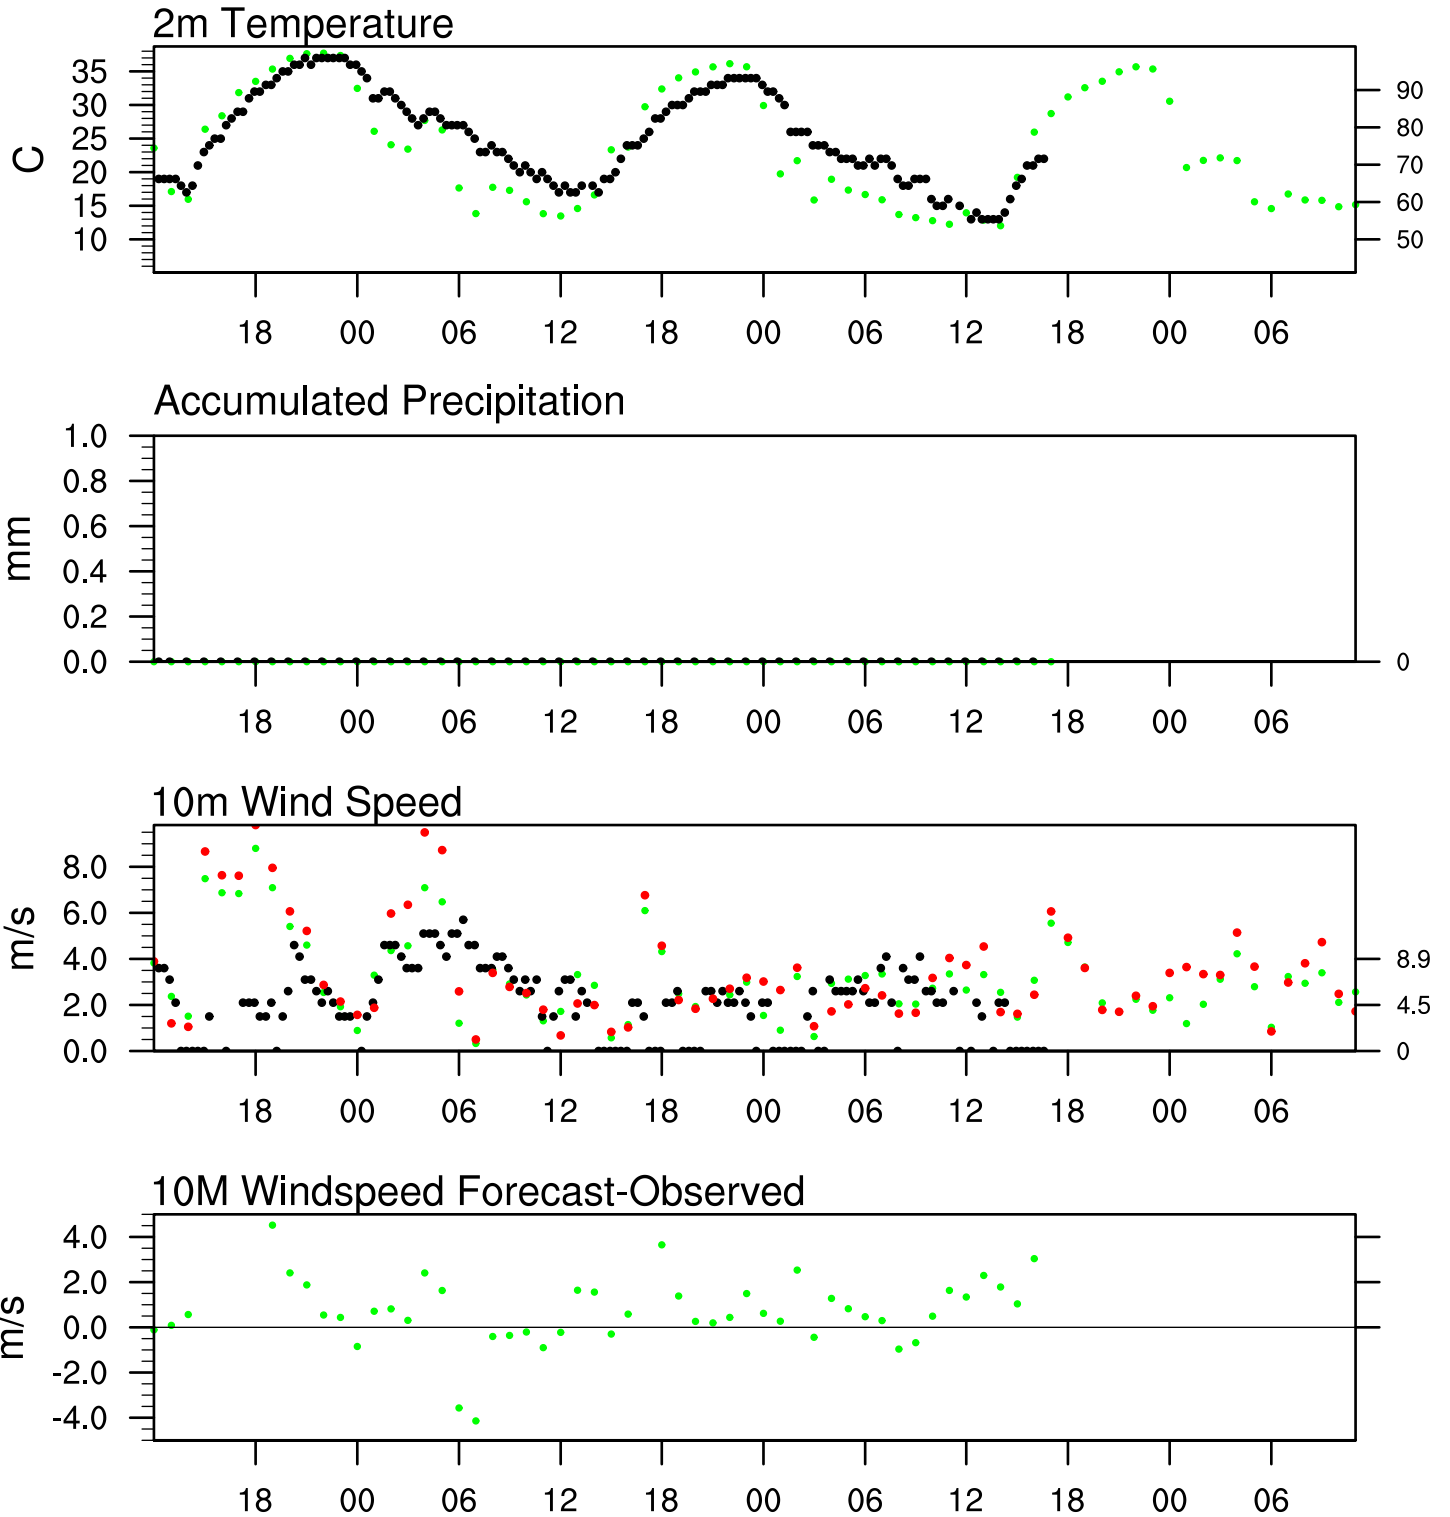 2m Temperature
35
30
25
20
15
10
C
90
80
70
60
50
18 00 06 12 18 00 06 12 18 00 06
Accumulated Precipitation
1.0
0.8
0.6
0.4
0.2
0.0
mm
0
18 00 06 12 18 00 06 12 18 00 06
10m Wind Speed
8.0
6.0
4.0
2.0
0.0
m/s
8.9
4.5
0
18 00 06 12 18 00 06 12 18 00 06
10M Windspeed Forecast-Observed
4.0
2.0
0.0
-2.0
-4.0
m/s
18 00 06 12 18 00 06 12 18 00 06